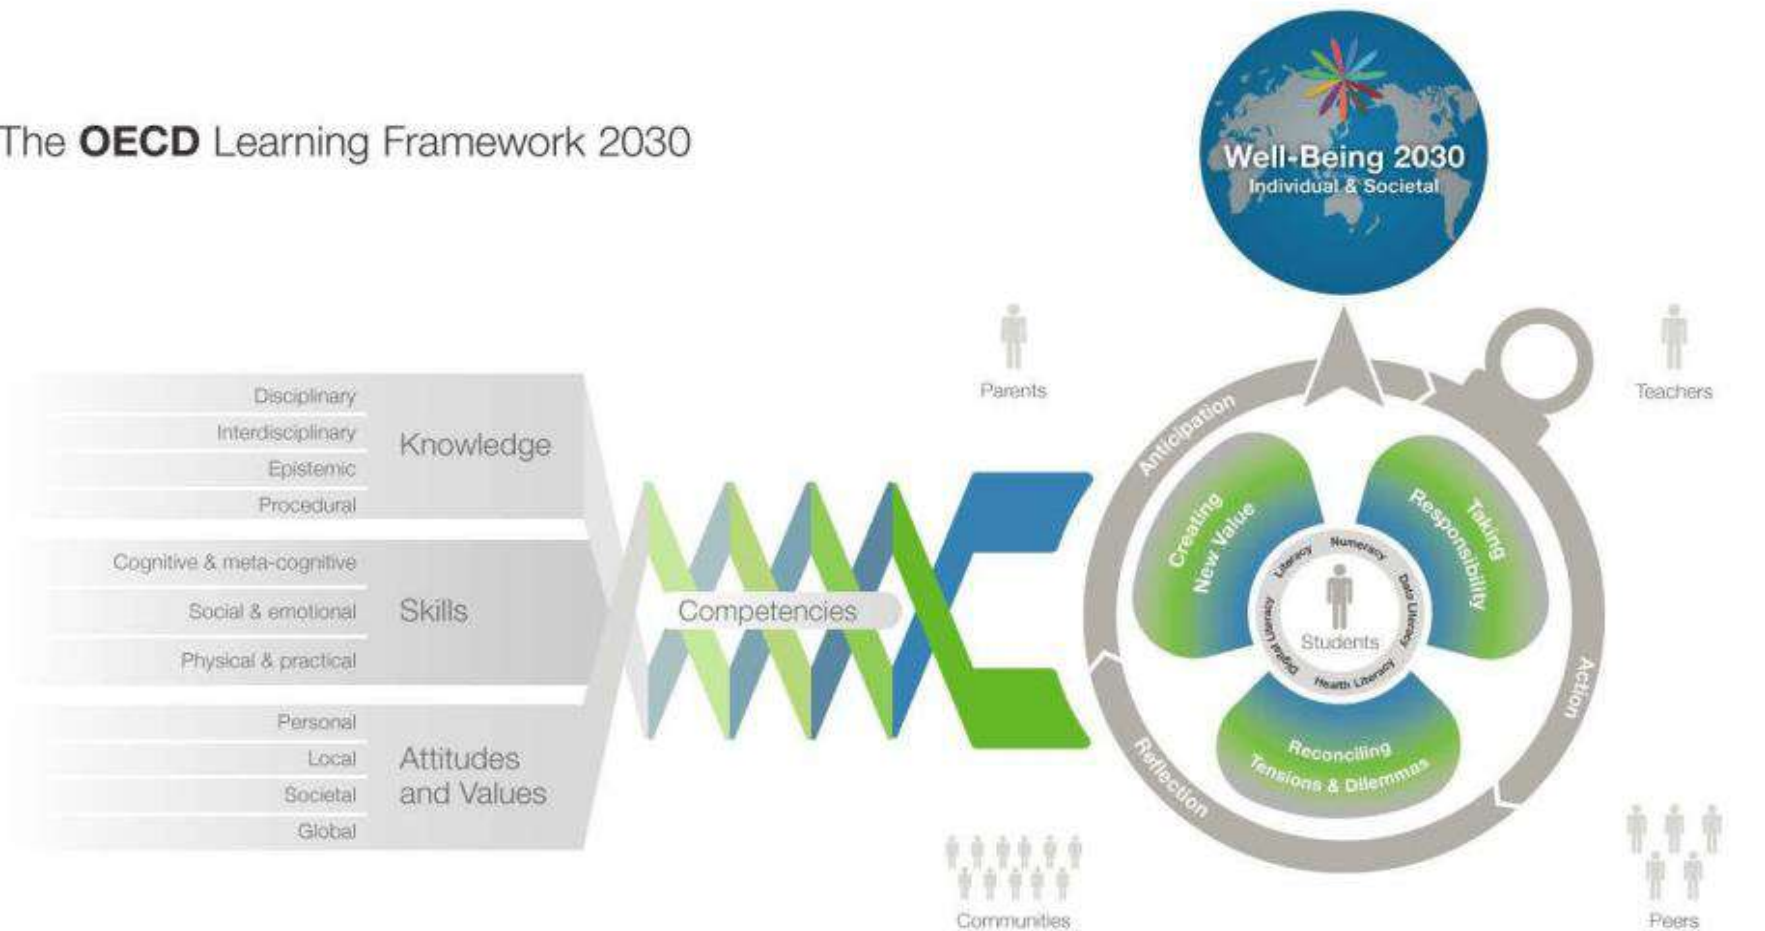 The OECD Learning Framework 2030
Well-Being 2030
Individual & Societal
Parents
Teachers
Disciplinary
Interdisciplinary
Epistemic
Procedural
Knowledge
Cognitive & meta-cognitive
Social & emotional
Physical & practical
Skills
Personal
Local
Societal
Global
Attitudes
and Values
Competencies
Anticipation
Action
Reflection
Creating
New Value
Taking
Responsibility
Reconciling
Tensions & Dilemmas
Literacy
Numeracy
Data Literacy
Health Literacy
Digital Literacy
Students
Communities
Peers